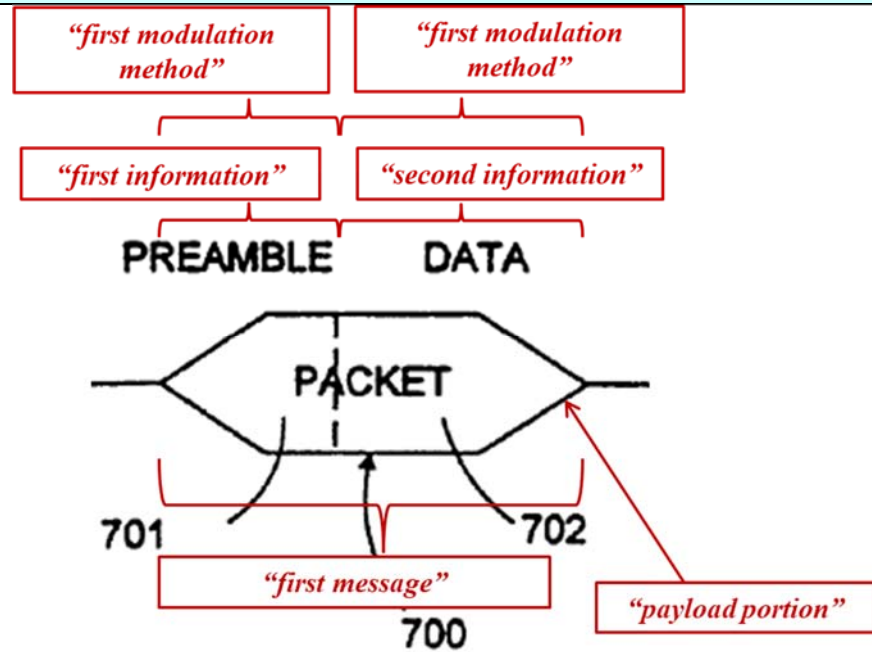 “first modulation
method”
“first modulation
method”
“first information”
“second information”
PREAMBLE
DATA
PACKET
701
702
“first message”
“payload portion”
700